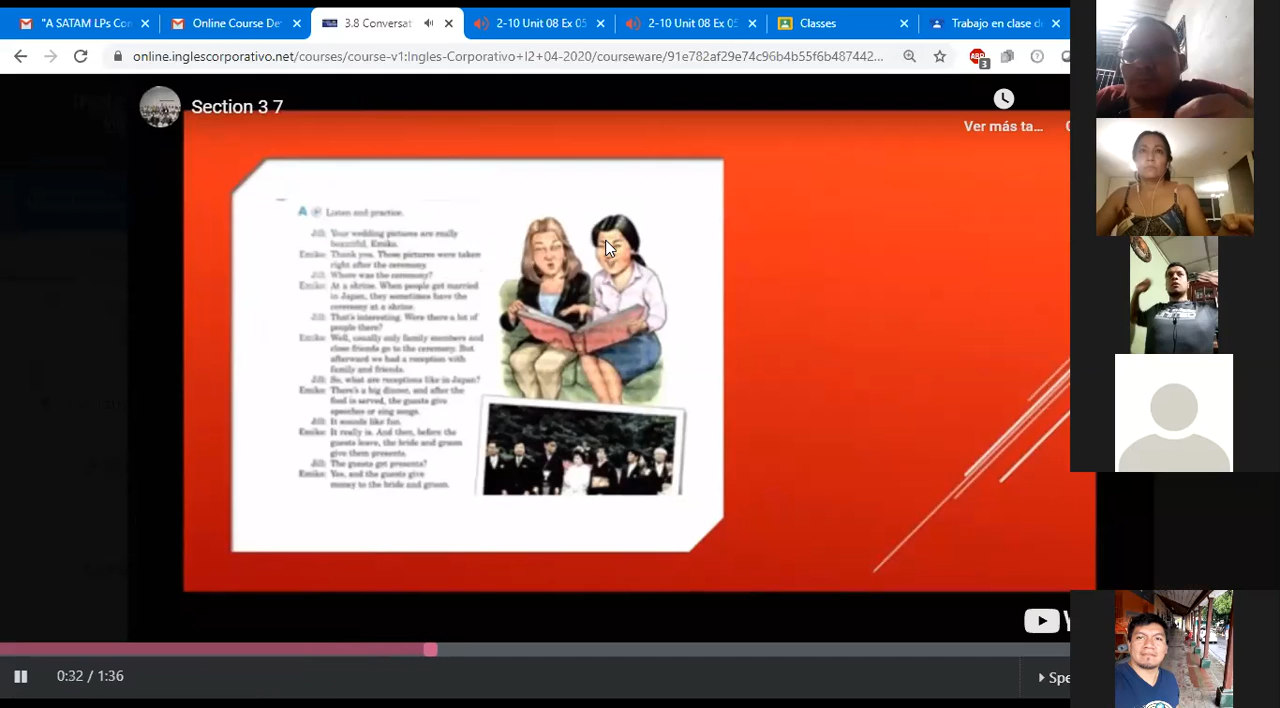 "A SATAM LPs Cor
Online Course De
3.8 Conversat
2-10 Unit 08 Ex 05
2-10 Unit 08 Ex 05
Classes
Trabajo en clase de
online.inglescorporativo.net/courses/course-v1:Ingles-Corporativo+I2+04-2020/courseware/91e782af29e74c96b4b55f6b487442...
ABP
3
Section 3 7
Ver más ta...
A Listen and practice.
Jill: Your wedding pictures are really
beautiful, Emiko.
Emiko: Thank you. Those pictures were taken
right after the ceremony.
Jill: Where was the ceremony?
Emiko: At a shrine. When people get married
in Japan, they sometimes have the
ceremony at a shrine.
Jill: That's interesting. Were there a lot of
people there?
Emiko: Well, usually only family members and
close friends go to the ceremony. But
afterward we had a reception with
family and friends.
Jill: So, what are receptions like in Japan?
Emiko: There's a big dinner, and after the
food is served, the guests give
speeches or sing songs.
Jill: It sounds like fun.
Emiko: It really is. And then, before the
guests leave, the bride and groom
give them presents.
Jill: The guests get presents?
Emiko: Yes, and the guests give
money to the bride and groom.
0:32 / 1:36
Spe